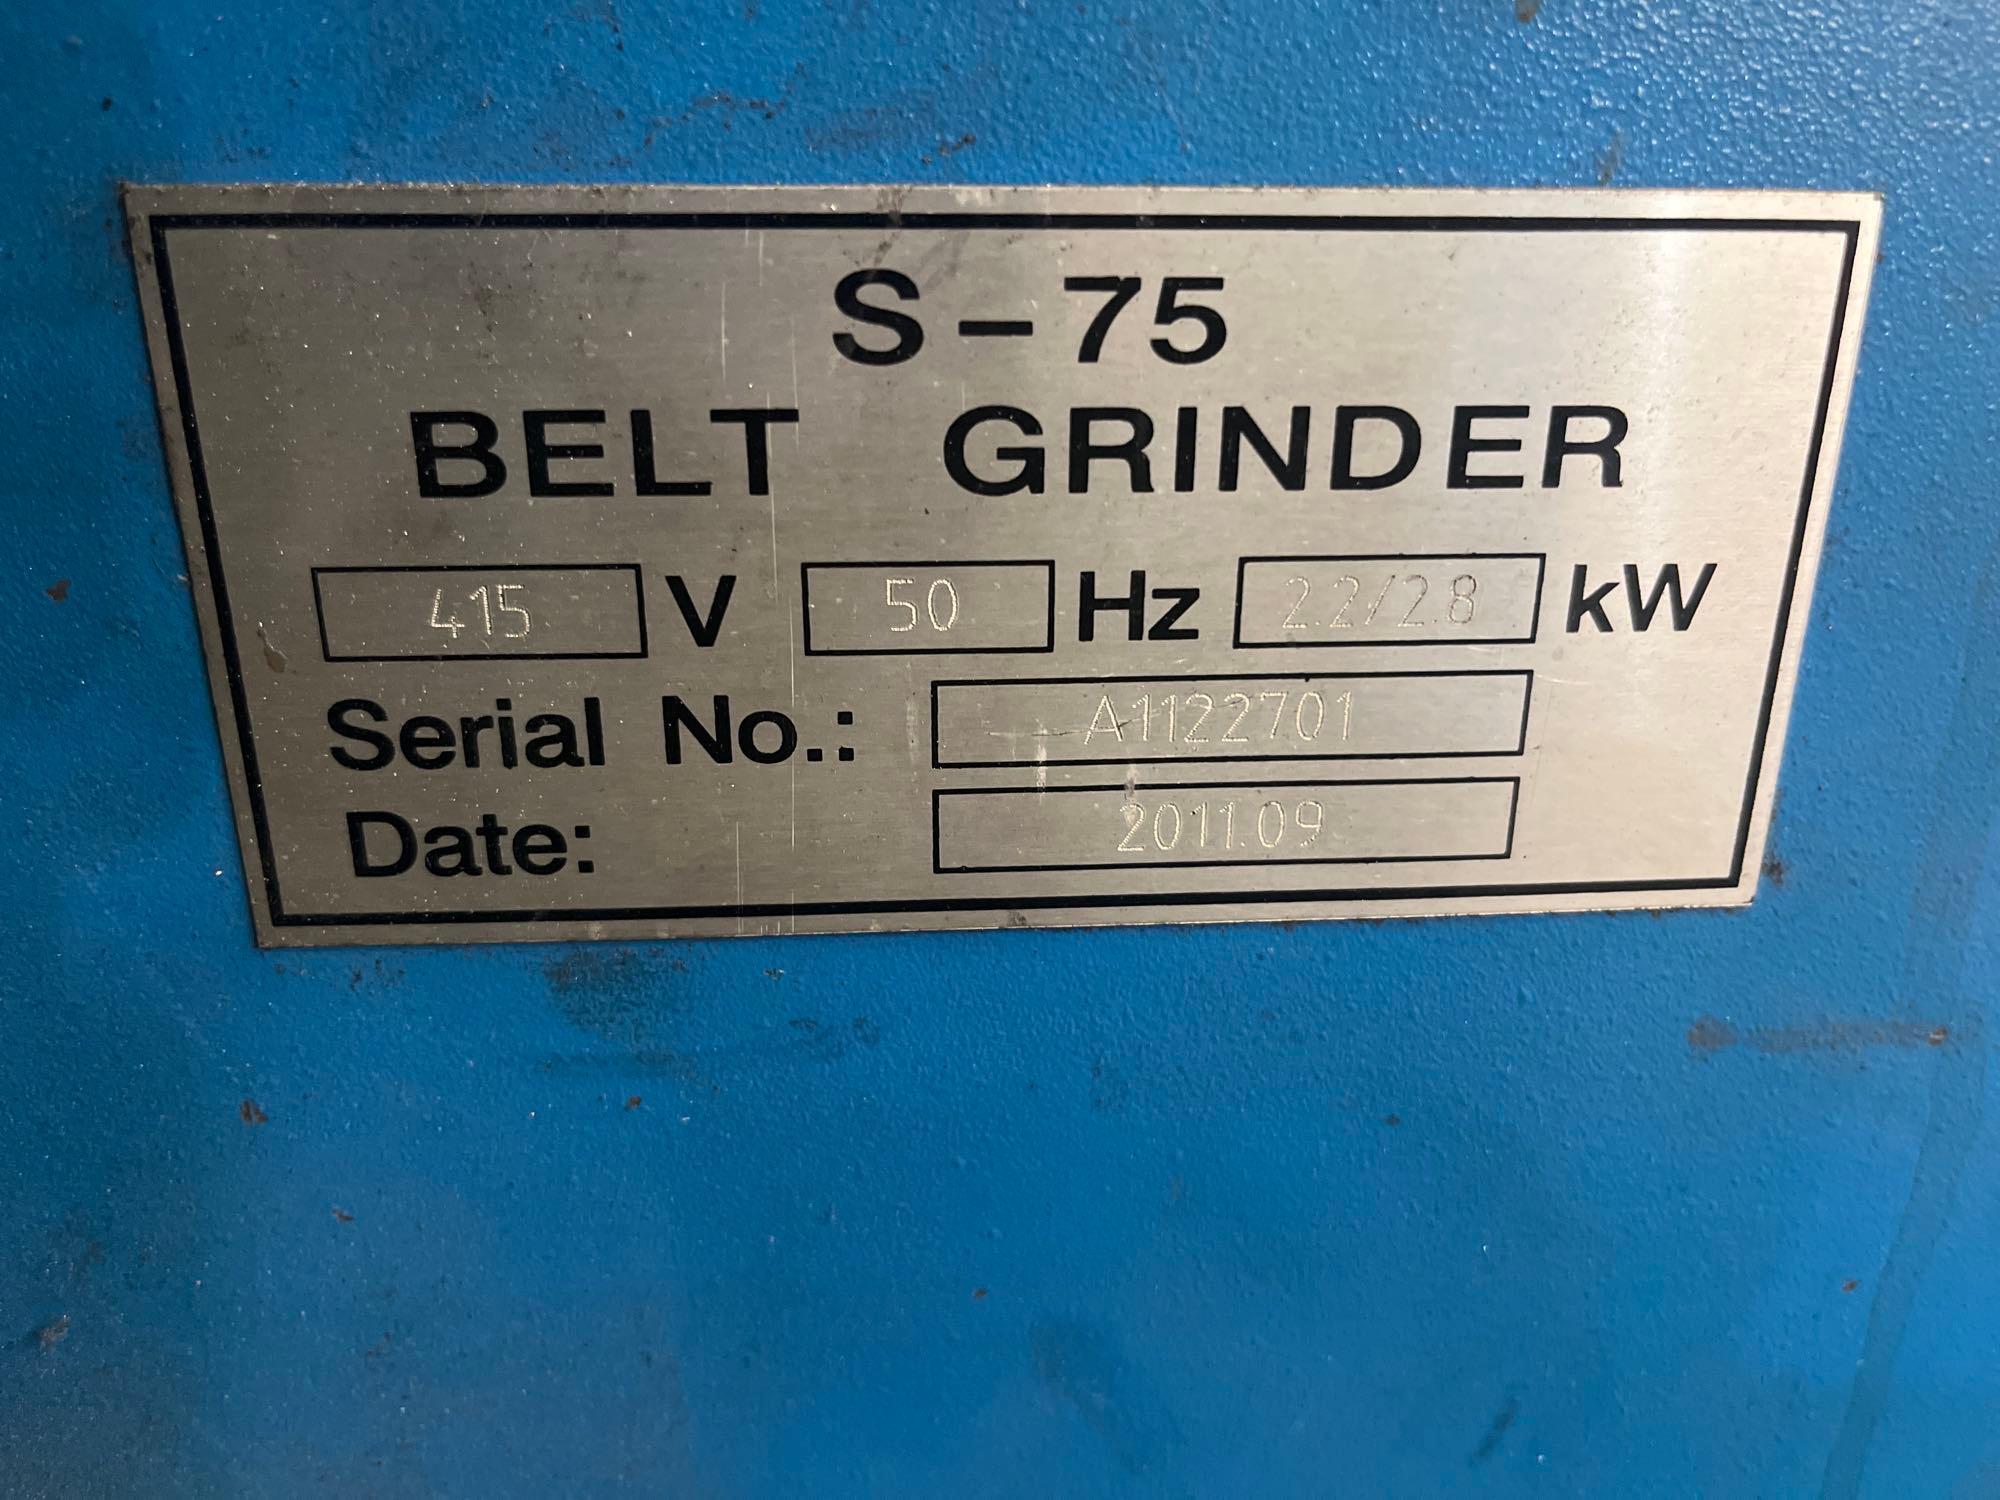 S-75
BELT GRINDER
415 V 50 Hz 2.2/2.8 kW
Serial No.: A1122701
Date: 2011.09